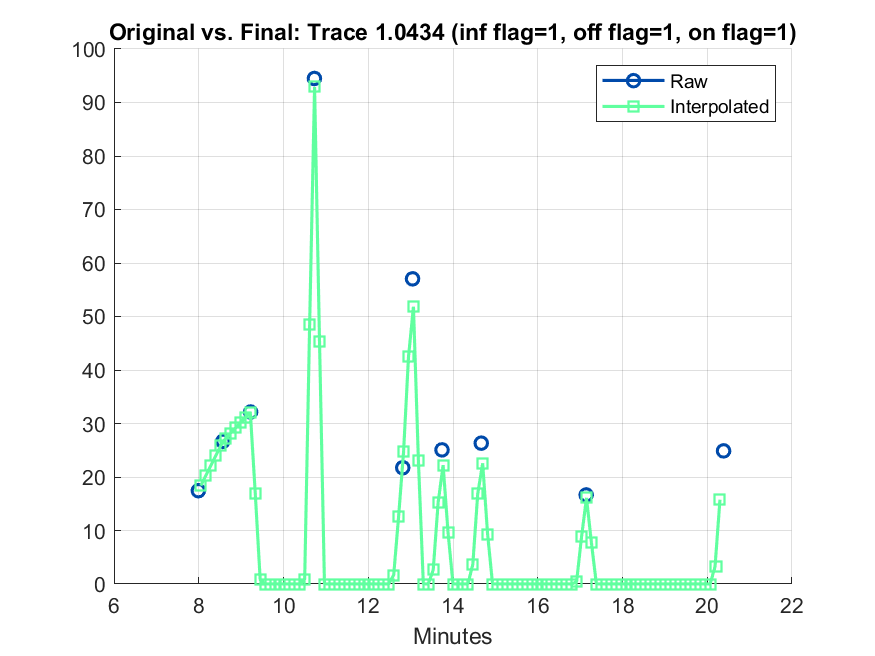 Original vs. Final: Trace 1.0434 (inf flag=1, off flag=1, on flag=1)
100
90
80
70
60
50
40
30
20
10
0
Raw
Interpolated
6 8 10 12 14 16 18 20 22
Minutes